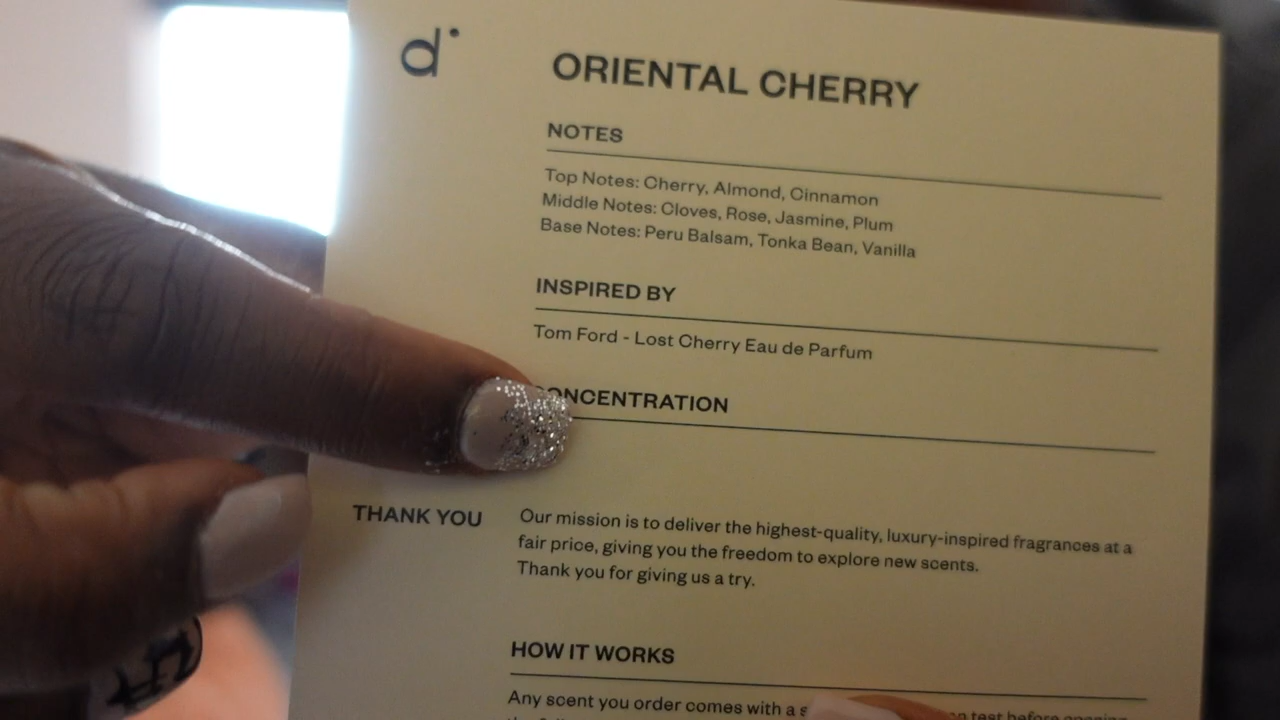 d·
ORIENTAL CHERRY
NOTES
Top Notes: Cherry, Almond, Cinnamon
Middle Notes: Cloves, Rose, Jasmine, Plum
Base Notes: Peru Balsam, Tonka Bean, Vanilla
INSPIRED BY
Tom Ford - Lost Cherry Eau de Parfum
CONCENTRATION
THANK YOU
Our mission is to deliver the highest-quality, luxury-inspired fragrances at a
fair price, giving you the freedom to explore new scents.
Thank you for giving us a try.
HOW IT WORKS
Any scent you order comes with a test before opening